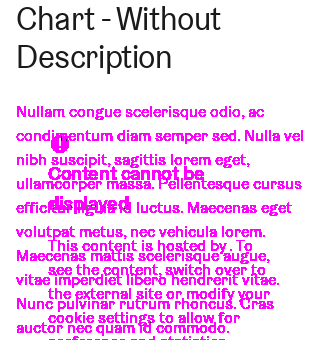 Chart - Without
Description
Nullam congue scelerisque odio, ac
condimentum diam semper sed. Nulla vel
nibh suscipit, sagittis lorem eget,
Content cannot be
ullamcorper massa. Pellentesque cursus
displayed
efficitur ligula id luctus. Maecenas eget
volutpat metus, nec vehicula lorem.
This content is hosted by . To
Maecenas mattis scelerisque augue,
see the content, switch over to
vitae imperdiet libero hendrerit vitae.
the external site or modify your
Nunc pulvinar rutrum rhoncus. Cras
cookie settings to allow for
auctor nec quam id commodo.